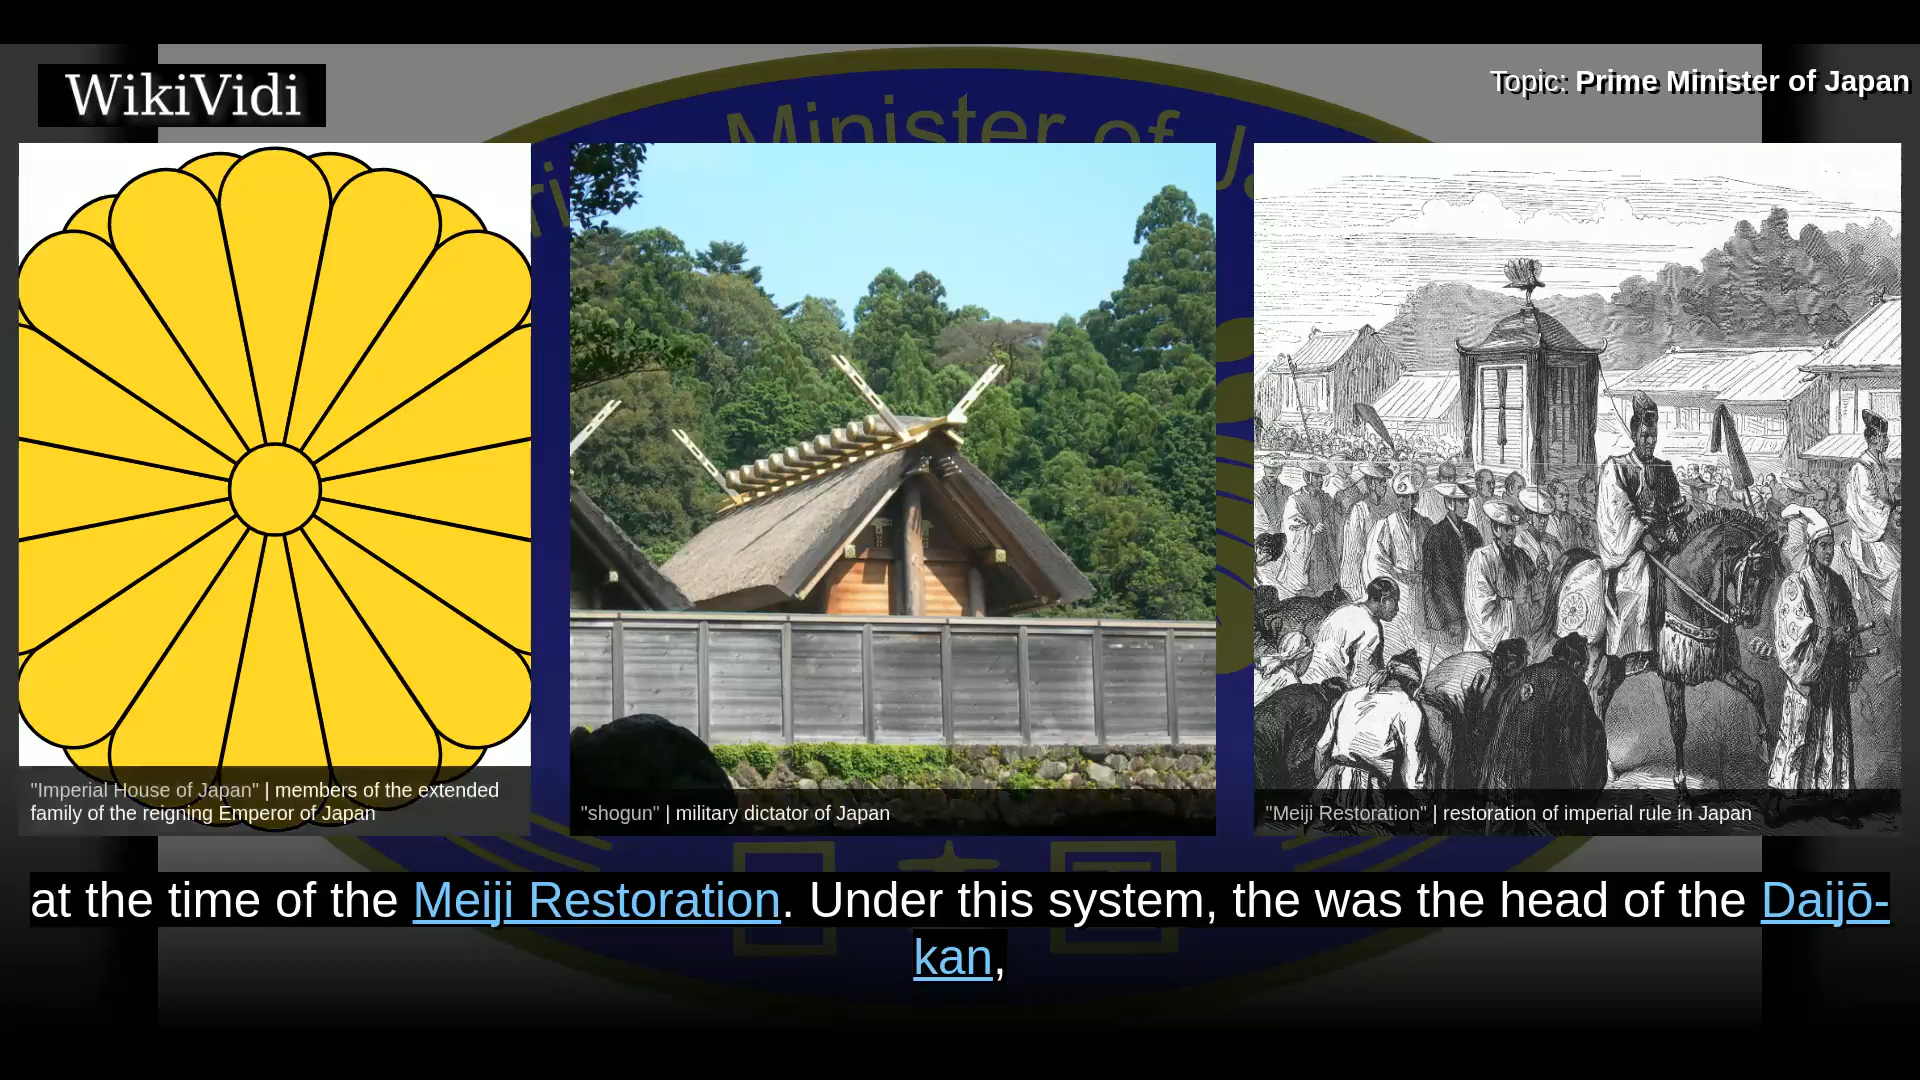 WikiVidi
Topic: Prime Minister of Japan
Minister of J
"Imperial House of Japan" | members of the extended
family of the reigning Emperor of Japan
"shogun" | military dictator of Japan
"Meiji Restoration" | restoration of imperial rule in Japan
at the time of the Meiji Restoration. Under this system, the was the head of the Daijō-
kan,